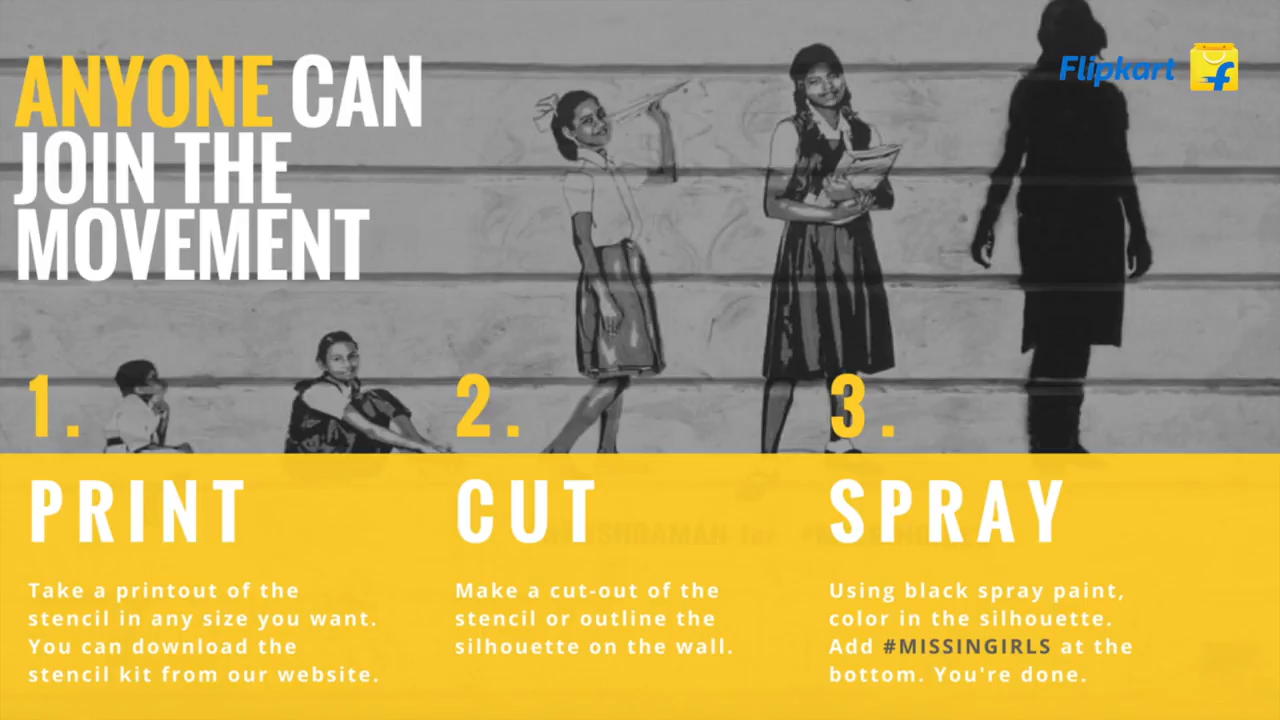 ANYONE CAN
JOIN THE
MOVEMENT
Flipkart
1.
PRINT
Take a printout of the
stencil in any size you want.
You can download the
stencil kit from our website.
2.
CUT
Make a cut-out of the
stencil or outline the
silhouette on the wall.
3.
SPRAY
Using black spray paint,
color in the silhouette.
Add #MISSINGIRLS at the
bottom. You're done.